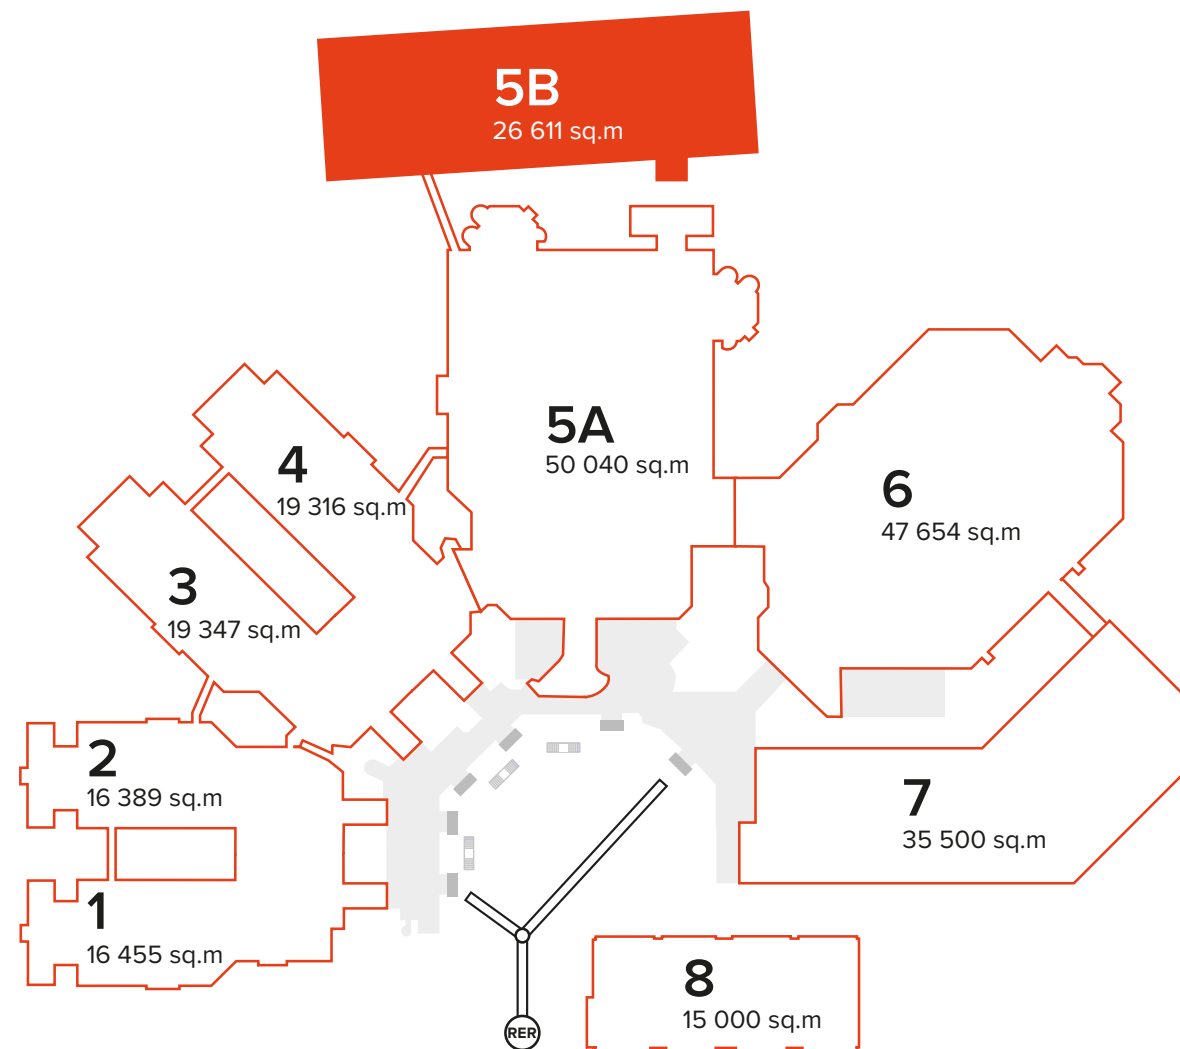 5B
26 611 sq.m
5A
50 040 sq.m
4
19 316 sq.m
6
47 654 sq.m
3
19 347 sq.m
2
16 389 sq.m
7
35 500 sq.m
1
16 455 sq.m
8
15 000 sq.m
RER